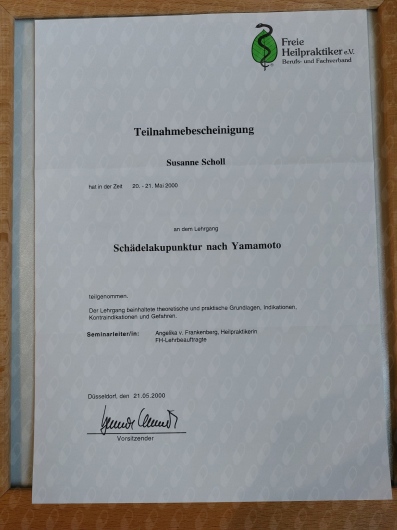 Freie
Heilpraktiker e.V.
Berufs- und Fachverband
Teilnahmebescheinigung
Susanne Scholl
hat in der Zeit 20. - 21. Mai 2000
an dem Lehrgang
Schädelakupunktur nach Yamamoto
teilgenommen.
Der Lehrgang beinhaltete theoretische und praktische Grundlagen, Indikationen,
Kontraindikationen und Gefahren.
Seminarleiter/in: Angelika v. Frankenberg, Heilpraktikerin
FH-Lehrbeauftragte
Düsseldorf, den 21.05.2000
Vorsitzender